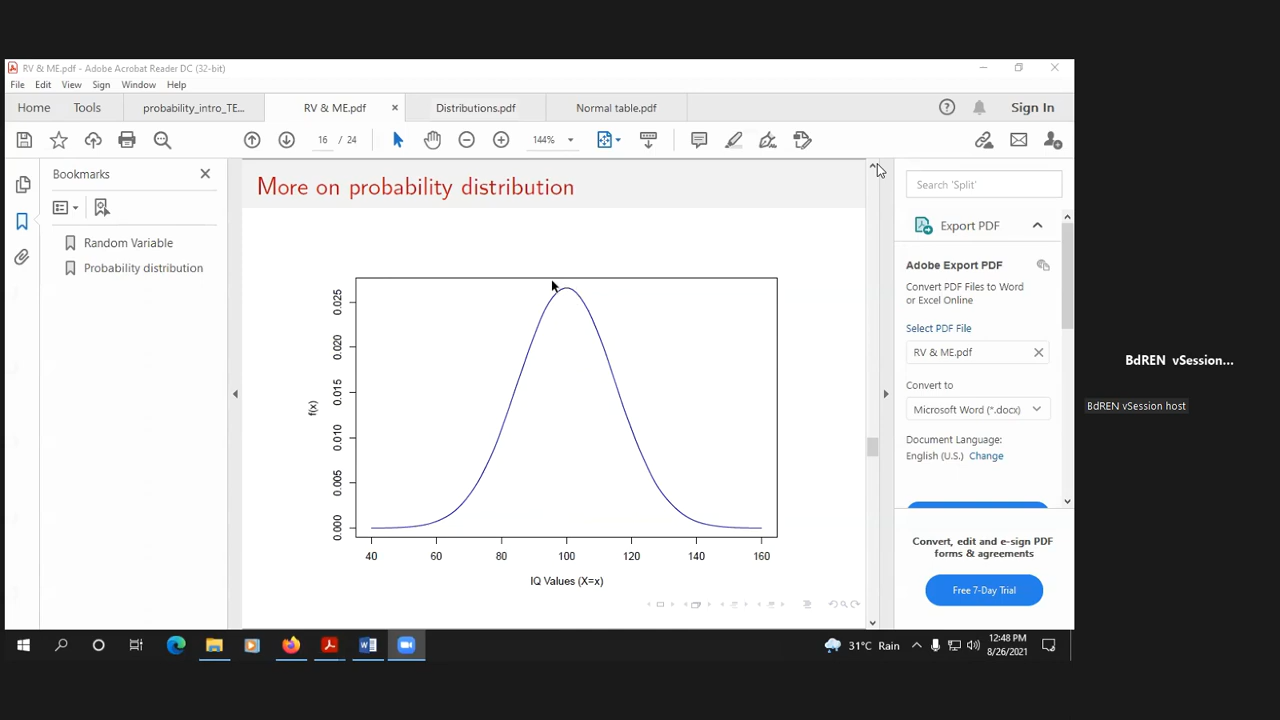 RV & ME.pdf - Adobe Acrobat Reader DC (32-bit)
File Edit View Sign Window Help
Home Tools probability_intro_TE... RV & ME.pdf Distributions.pdf Normal table.pdf Sign In
16 / 24 144%
Bookmarks
Random Variable
Probability distribution
More on probability distribution
f(x)
0.025
0.020
0.015
0.010
0.005
0.000
40 60 80 100 120 140 160
IQ Values (X=x)
Search 'Split'
Export PDF
Adobe Export PDF
Convert PDF Files to Word
or Excel Online
Select PDF File
RV & ME.pdf
Convert to
Microsoft Word (*.docx)
Document Language:
English (U.S.) Change
Convert, edit and e-sign PDF
forms & agreements
Free 7-Day Trial
BdREN vSession...
BdREN vSession host
31°C Rain
12:48 PM
8/26/2021